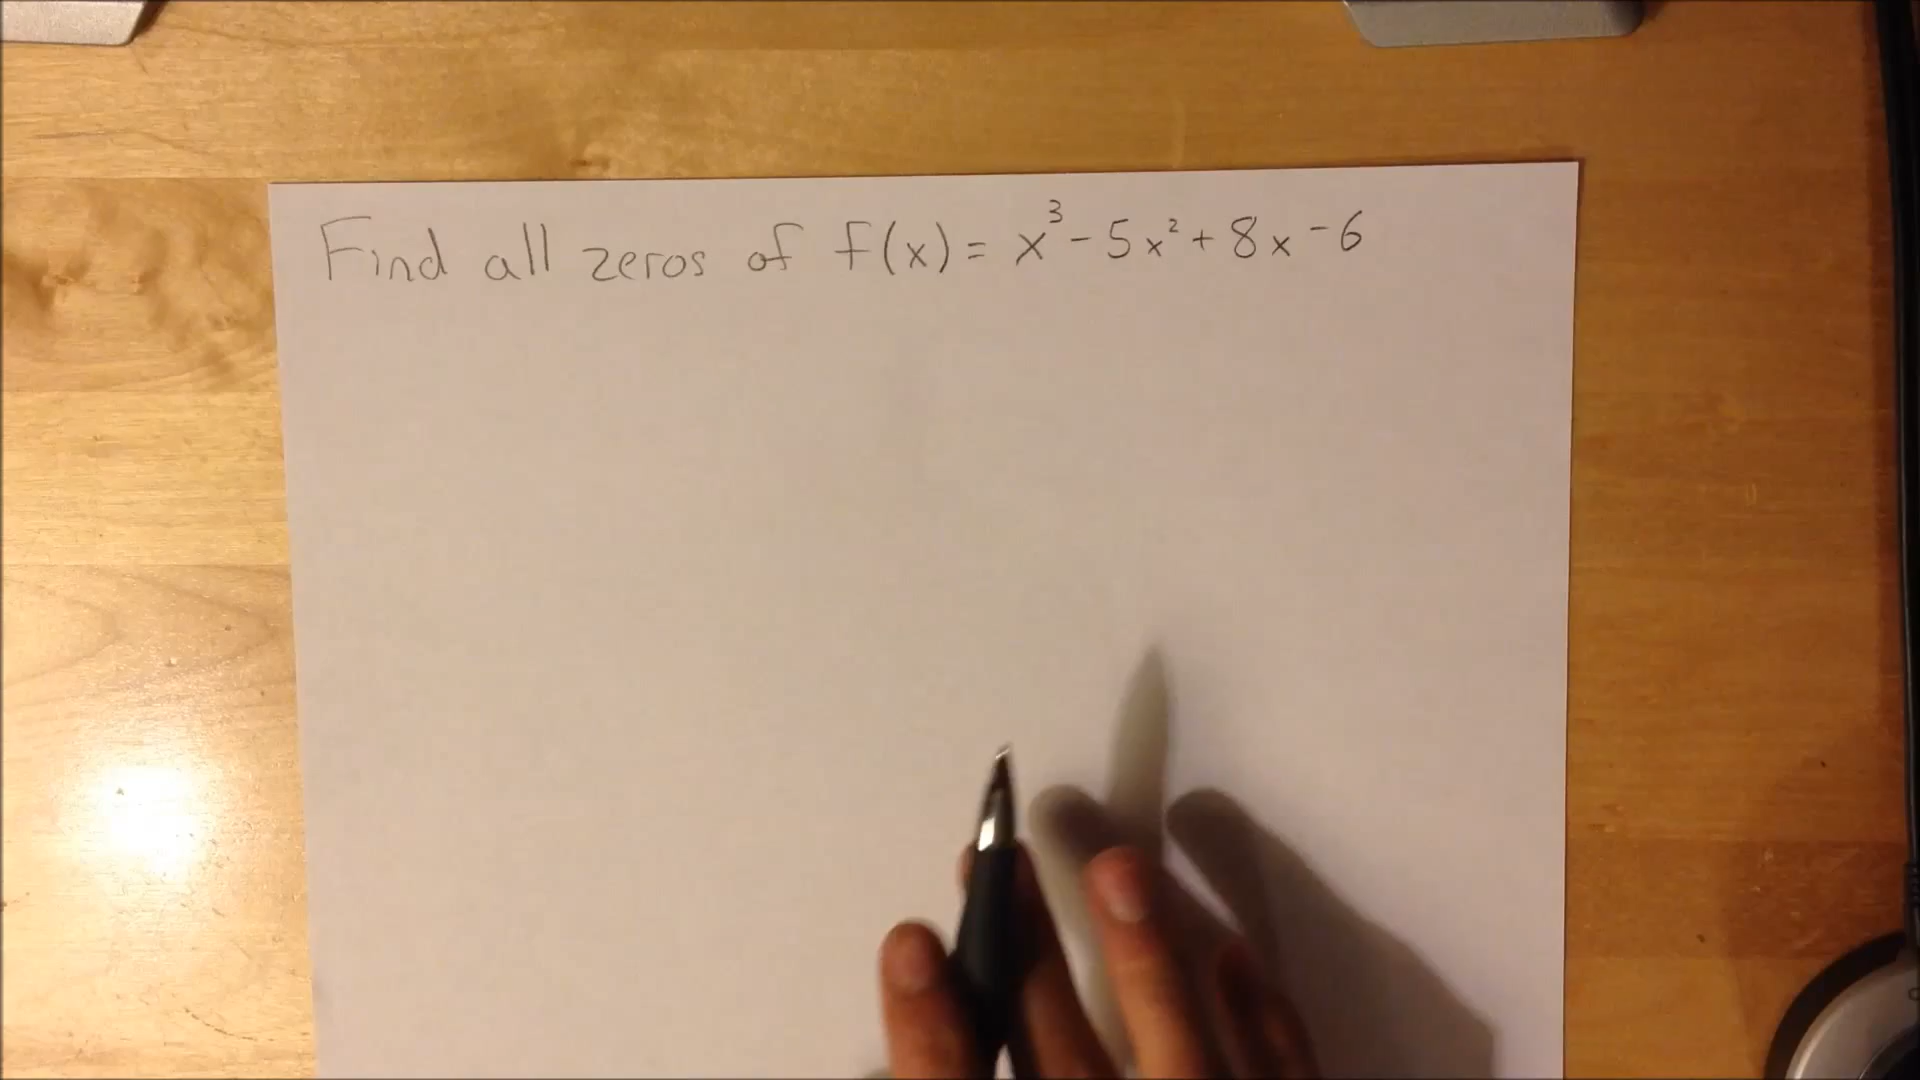 Find all zeros of f(x) = x³ - 5x² + 8x - 6